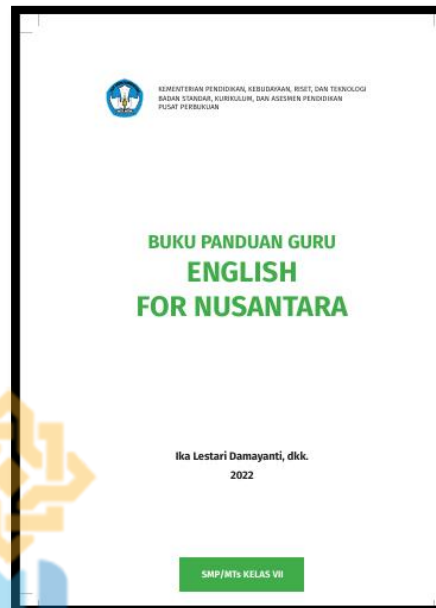 KEMENTERIAN PENDIDIKAN, KEBUDAYAAN, RISET, DAN TEKNOLOGI
BADAN STANDAR, KURIKULUM, DAN ASESMEN PENDIDIKAN
PUSAT PERBUKUAN
BUKU PANDUAN GURU
ENGLISH
FOR NUSANTARA
Ika Lestari Damayanti, dkk.
2022
SMP/MTs KELAS VII